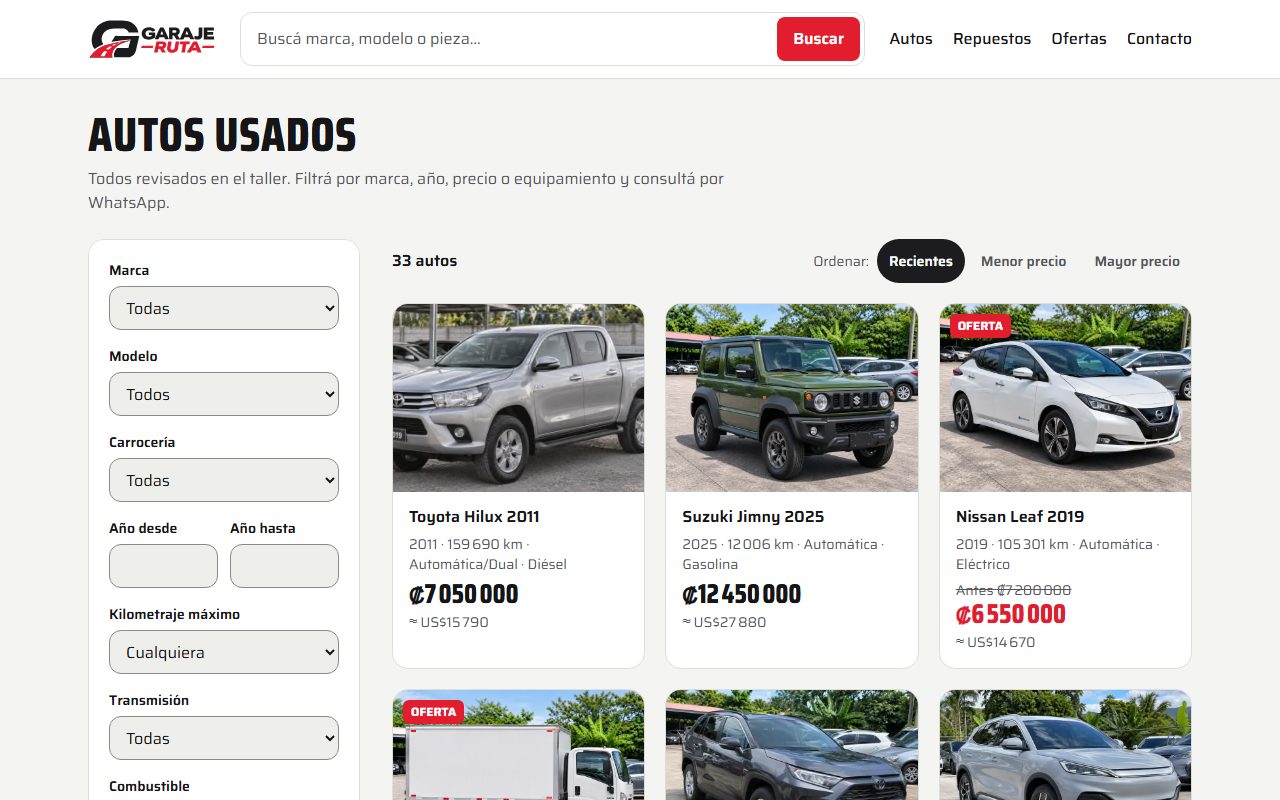 GARAJE
RUTA
Buscá marca, modelo o pieza...
Buscar
Autos
Repuestos
Ofertas
Contacto
AUTOS USADOS
Todos revisados en el taller. Filtrá por marca, año, precio o equipamiento y consultá por
WhatsApp.
Marca
Todas
Modelo
Todos
Carrocería
Todas
Año desde
Año hasta
Kilometraje máximo
Cualquiera
Transmisión
Todas
Combustible
33 autos
Ordenar:
Recientes
Menor precio
Mayor precio
Toyota Hilux 2011
2011 · 159 690 km ·
Automática/Dual · Diésel
₡7 050 000
≈ US$15 790
Suzuki Jimny 2025
2025 · 12 006 km · Automática ·
Gasolina
₡12 450 000
≈ US$27 880
OFERTA
Nissan Leaf 2019
2019 · 105 301 km · Automática ·
Eléctrico
Antes ₡7 200 000
₡6 550 000
≈ US$14 670
OFERTA